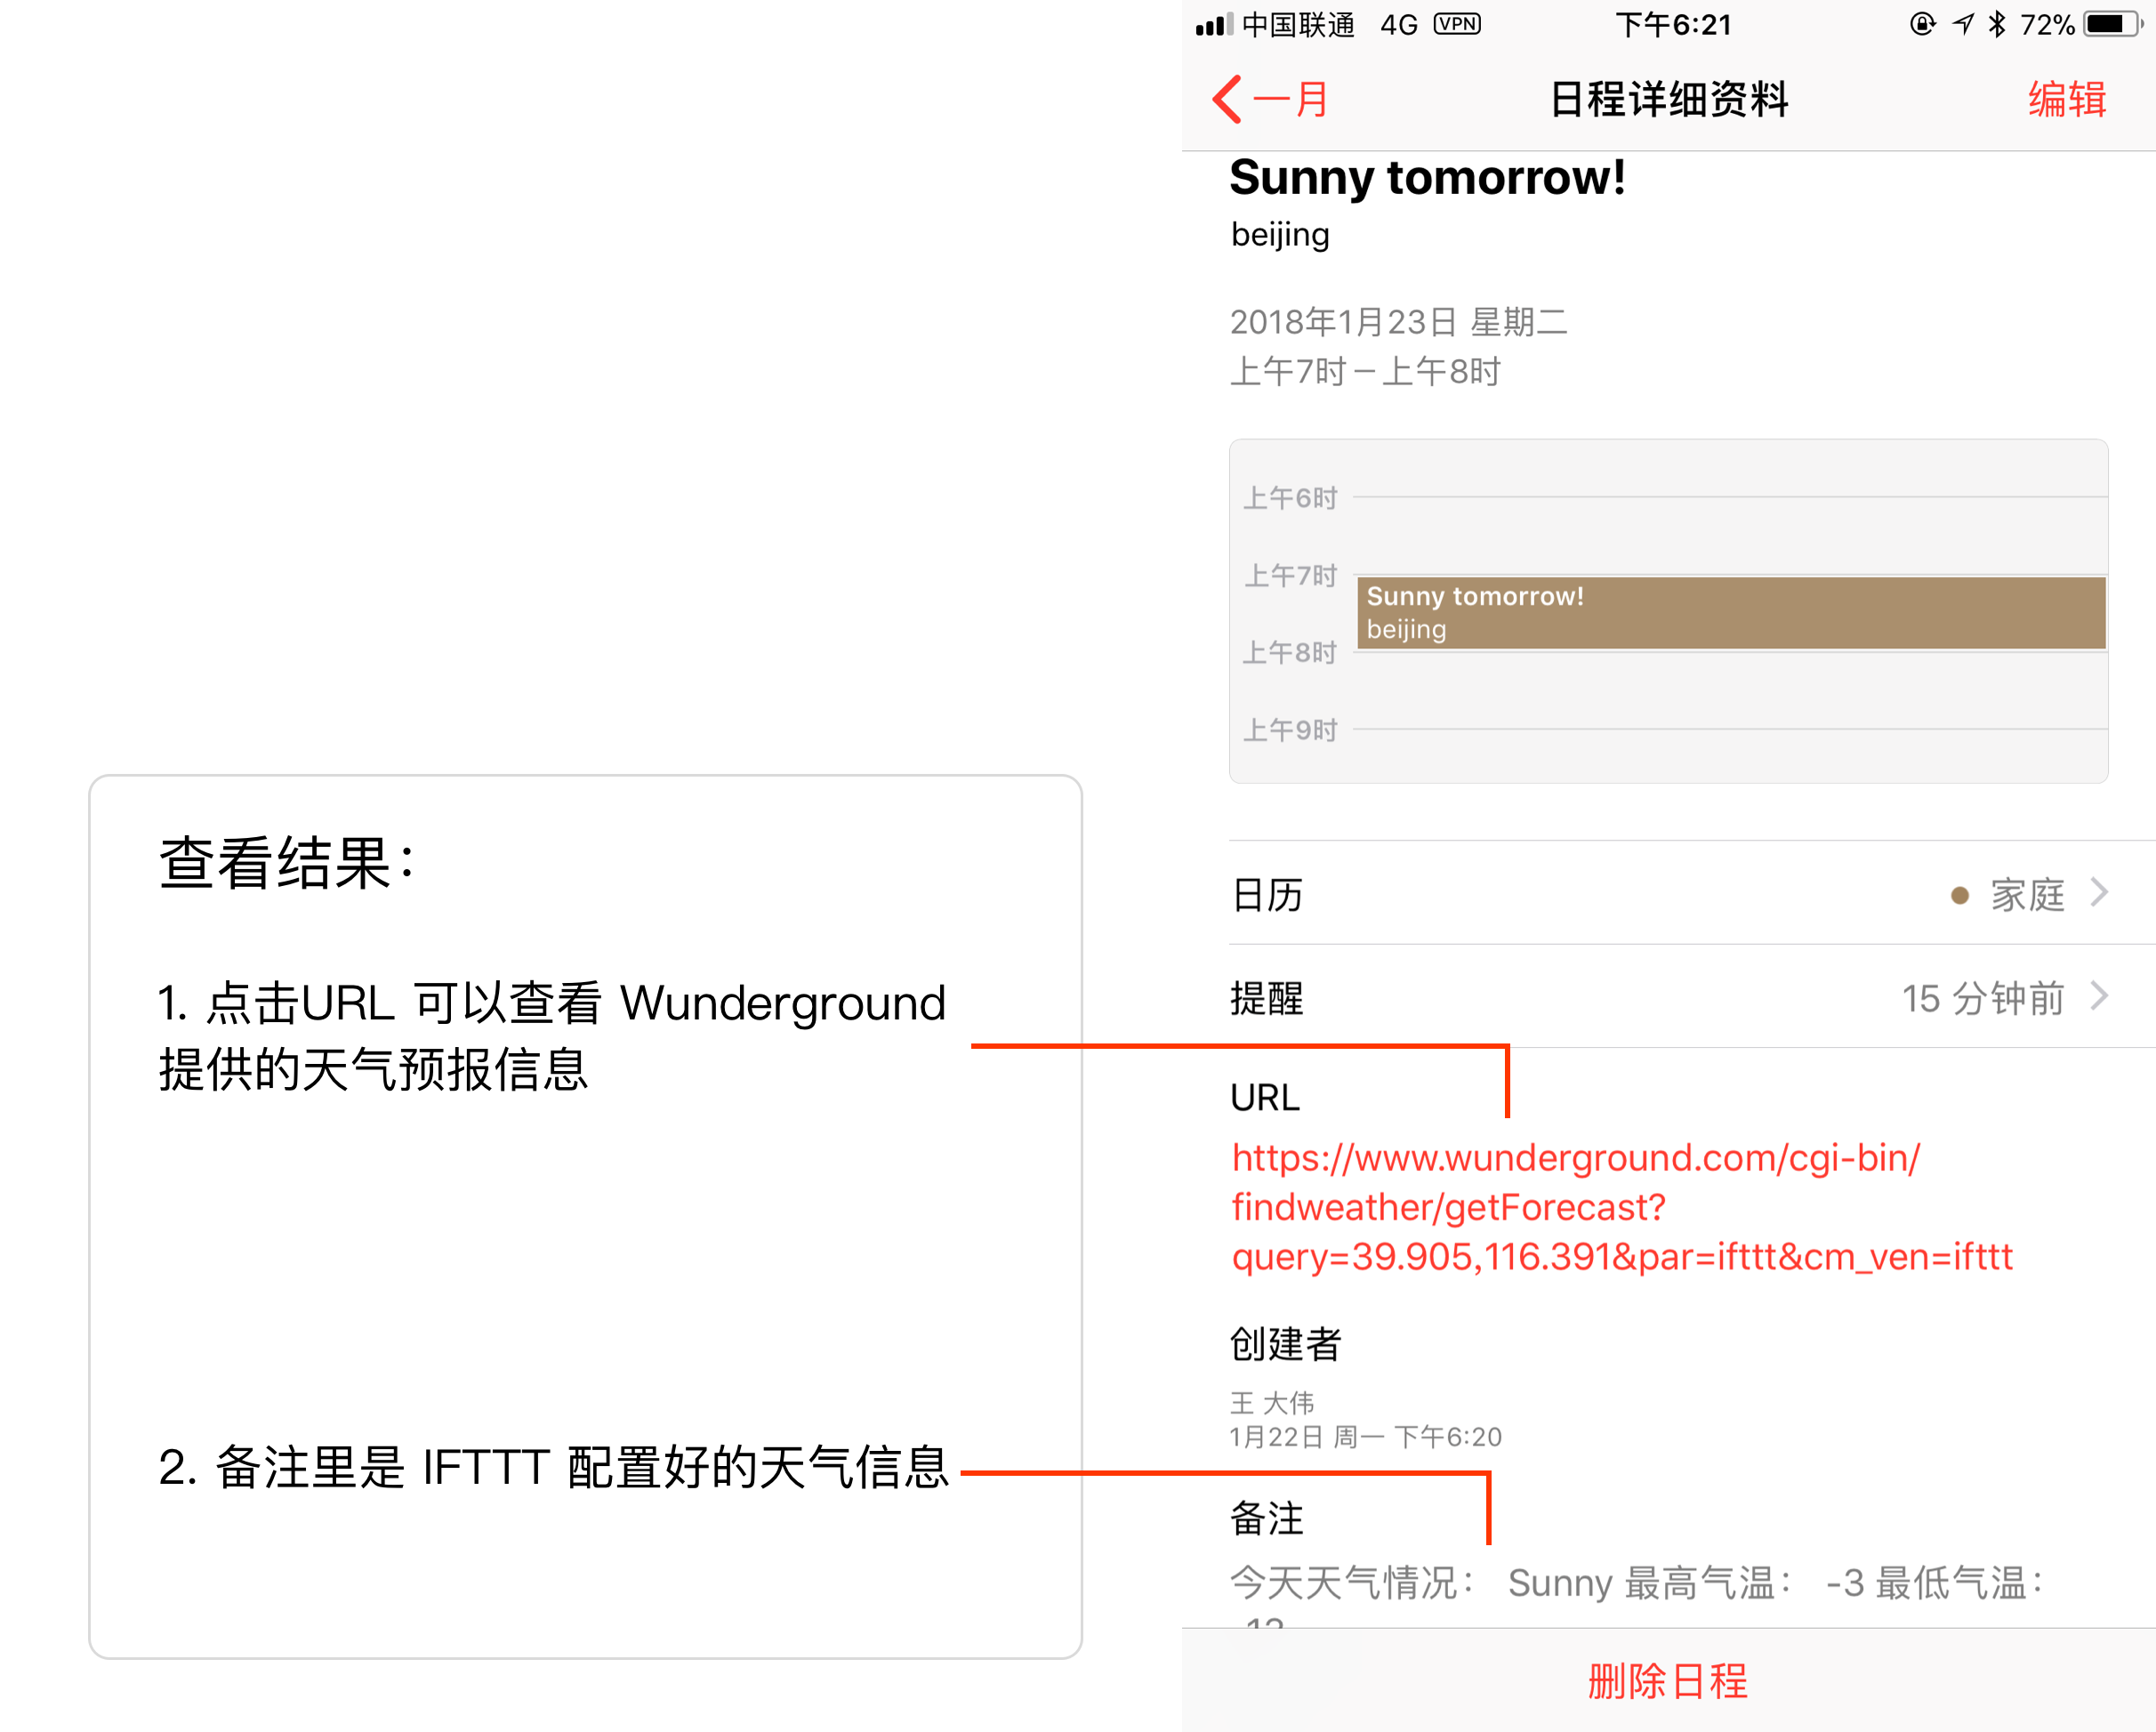 查看结果：
1. 点击URL 可以查看 Wunderground
提供的天气预报信息
2. 备注里是 IFTTT 配置好的天气信息
中国联通 4G VPN 下午6:21 72%
一月 日程详细资料 编辑
Sunny tomorrow!
beijing
2018年1月23日 星期二
上午7时 – 上午8时
上午6时
上午7时
Sunny tomorrow!
beijing
上午8时
上午9时
日历 家庭
提醒 15 分钟前
URL
https://www.wunderground.com/cgi-bin/
findweather/getForecast?
query=39.905,116.391&par=ifttt&cm_ven=ifttt
创建者
王 大伟
1月22日 周一 下午6:20
备注
今天天气情况： Sunny 最高气温： -3 最低气温：
删除日程